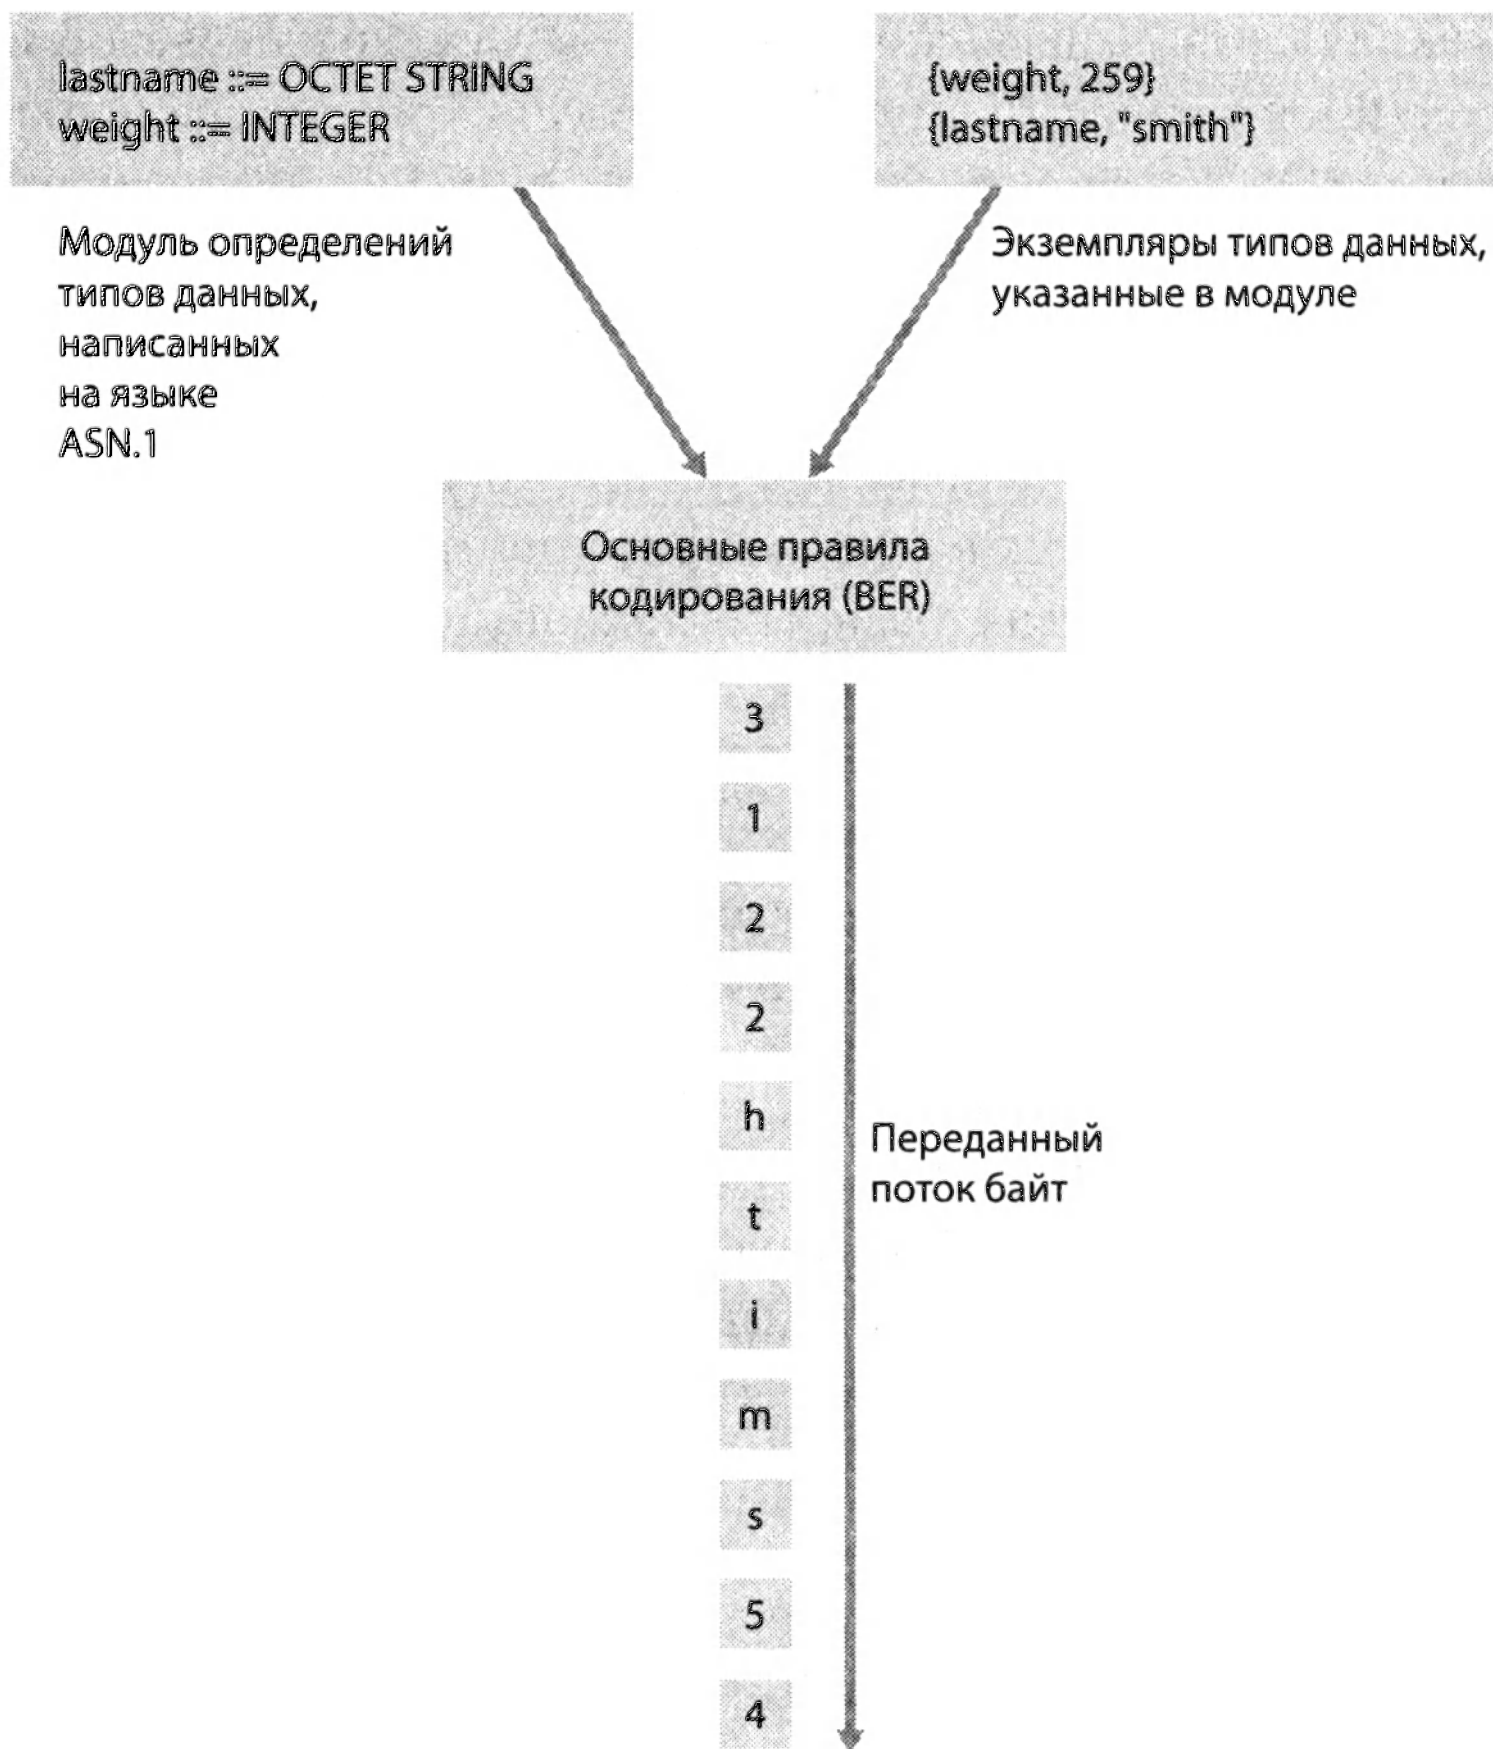 lastname ::= OCTET STRING
weight ::= INTEGER
{weight, 259}
{lastname, "smith"}
Модуль определений
типов данных,
написанных
на языке
ASN.1
Экземпляры типов данных,
указанные в модуле
Основные правила
кодирования (BER)
3
1
2
2
h
t
i
m
s
5
4
Переданный
поток байт